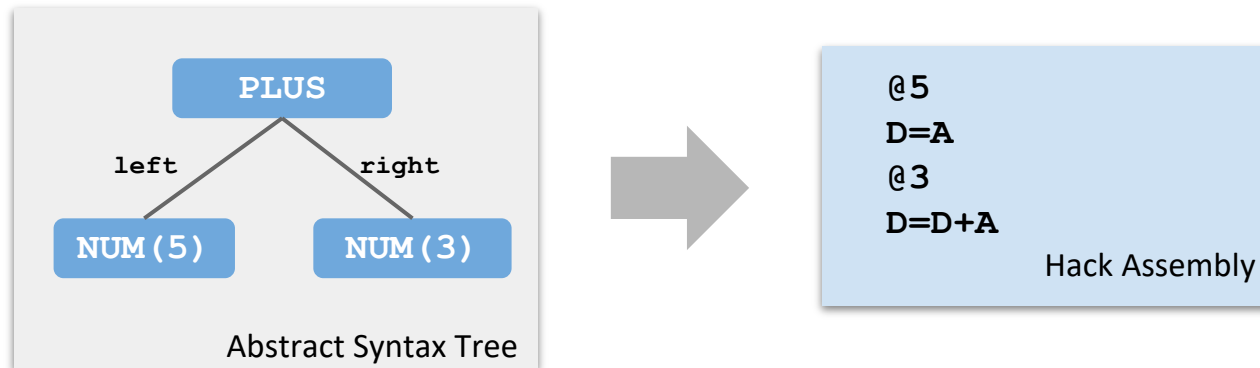 PLUS
left
right
NUM(5)
NUM(3)
Abstract Syntax Tree
@5
D=A
@3
D=D+A
Hack Assembly